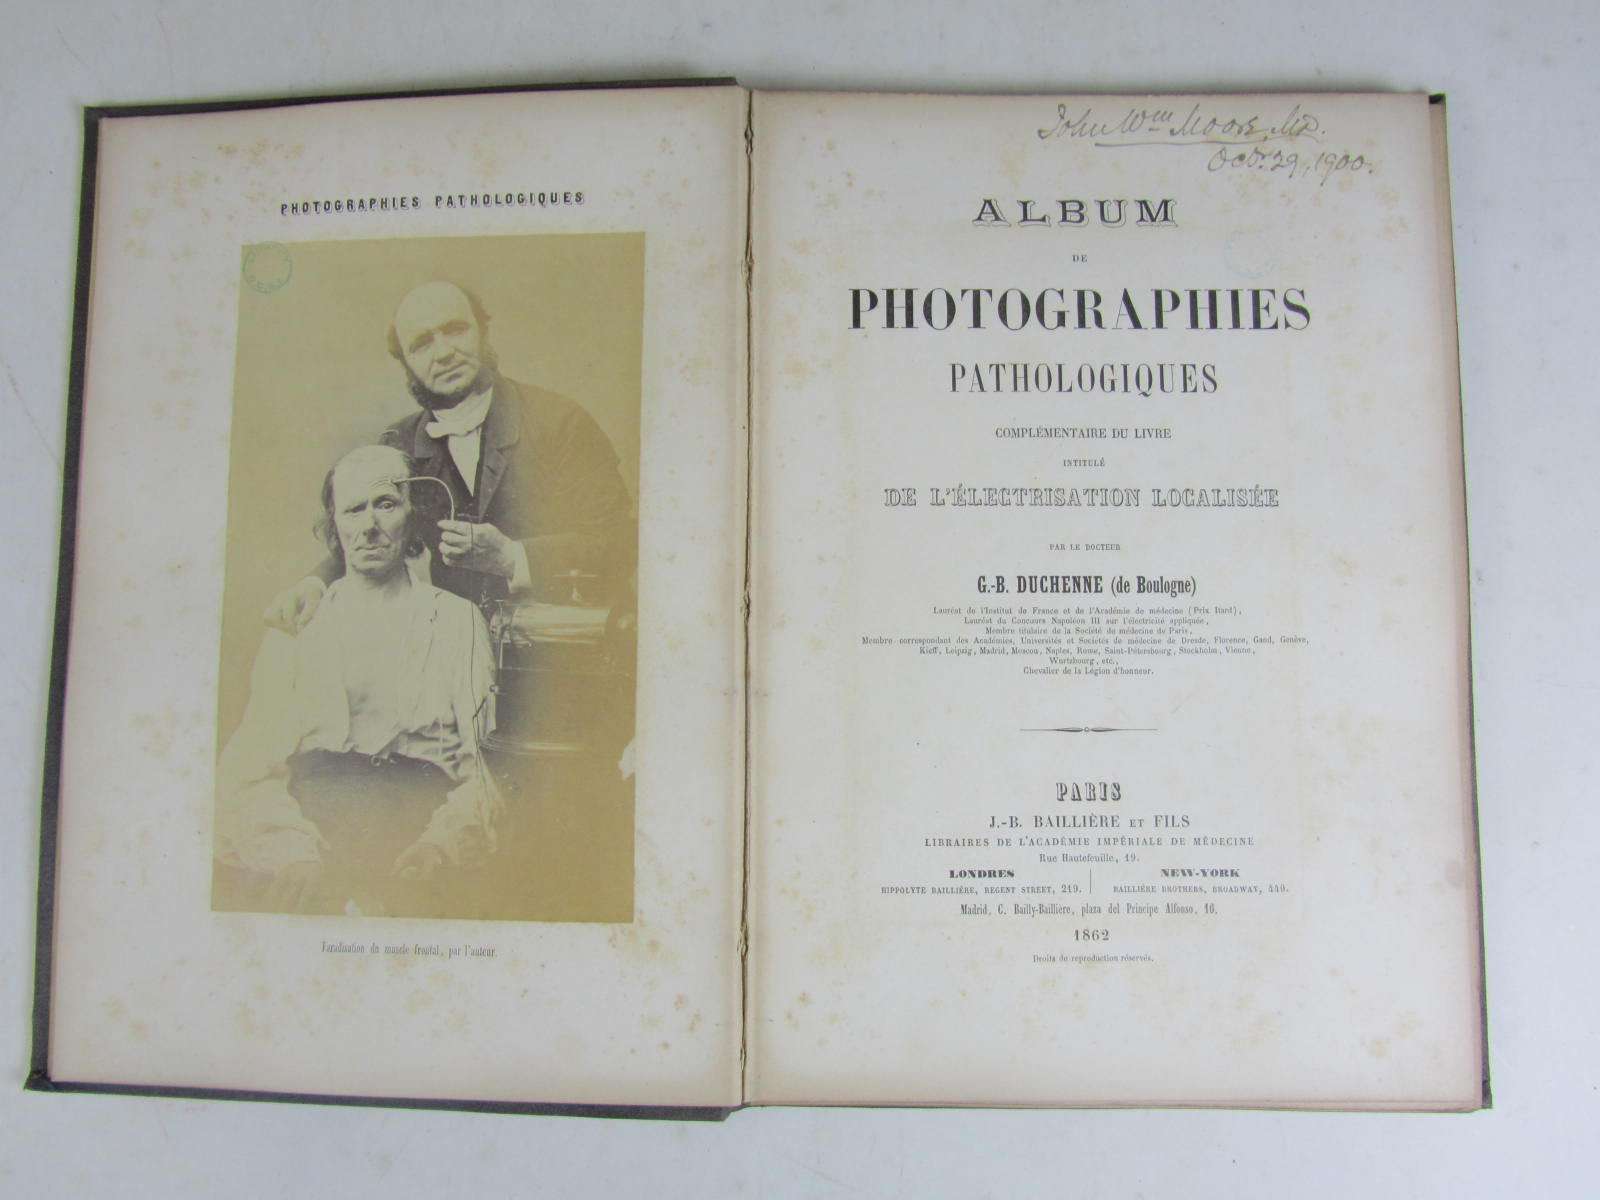 PHOTOGRAPHIES PATHOLOGIQUES
Faradisation du muscle frontal, par l'auteur.
John Wm Moore, MD.
Octr. 29, 1900.
ALBUM
DE
PHOTOGRAPHIES
PATHOLOGIQUES
COMPLÉMENTAIRE DU LIVRE
INTITULÉ
DE L'ÉLECTRISATION LOCALISÉE
PAR LE DOCTEUR
G.-B. DUCHENNE (de Boulogne)
Lauréat de l'Institut de France et de l'Académie de médecine (Prix Itard),
Lauréat du Concours Napoléon III sur l'électricité appliquée,
Membre titulaire de la Société de médecine de Paris,
Membre correspondant des Académies, Universités et Sociétés de médecine de Dresde, Florence, Gand, Genève,
Kieff, Leipzig, Madrid, Moscou, Naples, Rome, Saint-Pétersbourg, Stockholm, Vienne,
Wurtzbourg, etc.,
Chevalier de la Légion d'honneur.
PARIS
J.-B. BAILLIÈRE ET FILS
LIBRAIRES DE L'ACADÉMIE IMPÉRIALE DE MÉDECINE
Rue Hautefeuille, 19.
LONDRES
HIPPOLYTE BAILLIÈRE, REGENT STREET, 219.
NEW-YORK
BAILLIÈRE BROTHERS, BROADWAY, 440.
Madrid, C. Bailly-Baillière, plaza del Principe Alfonso, 16.
1862
Droits de reproduction réservés.